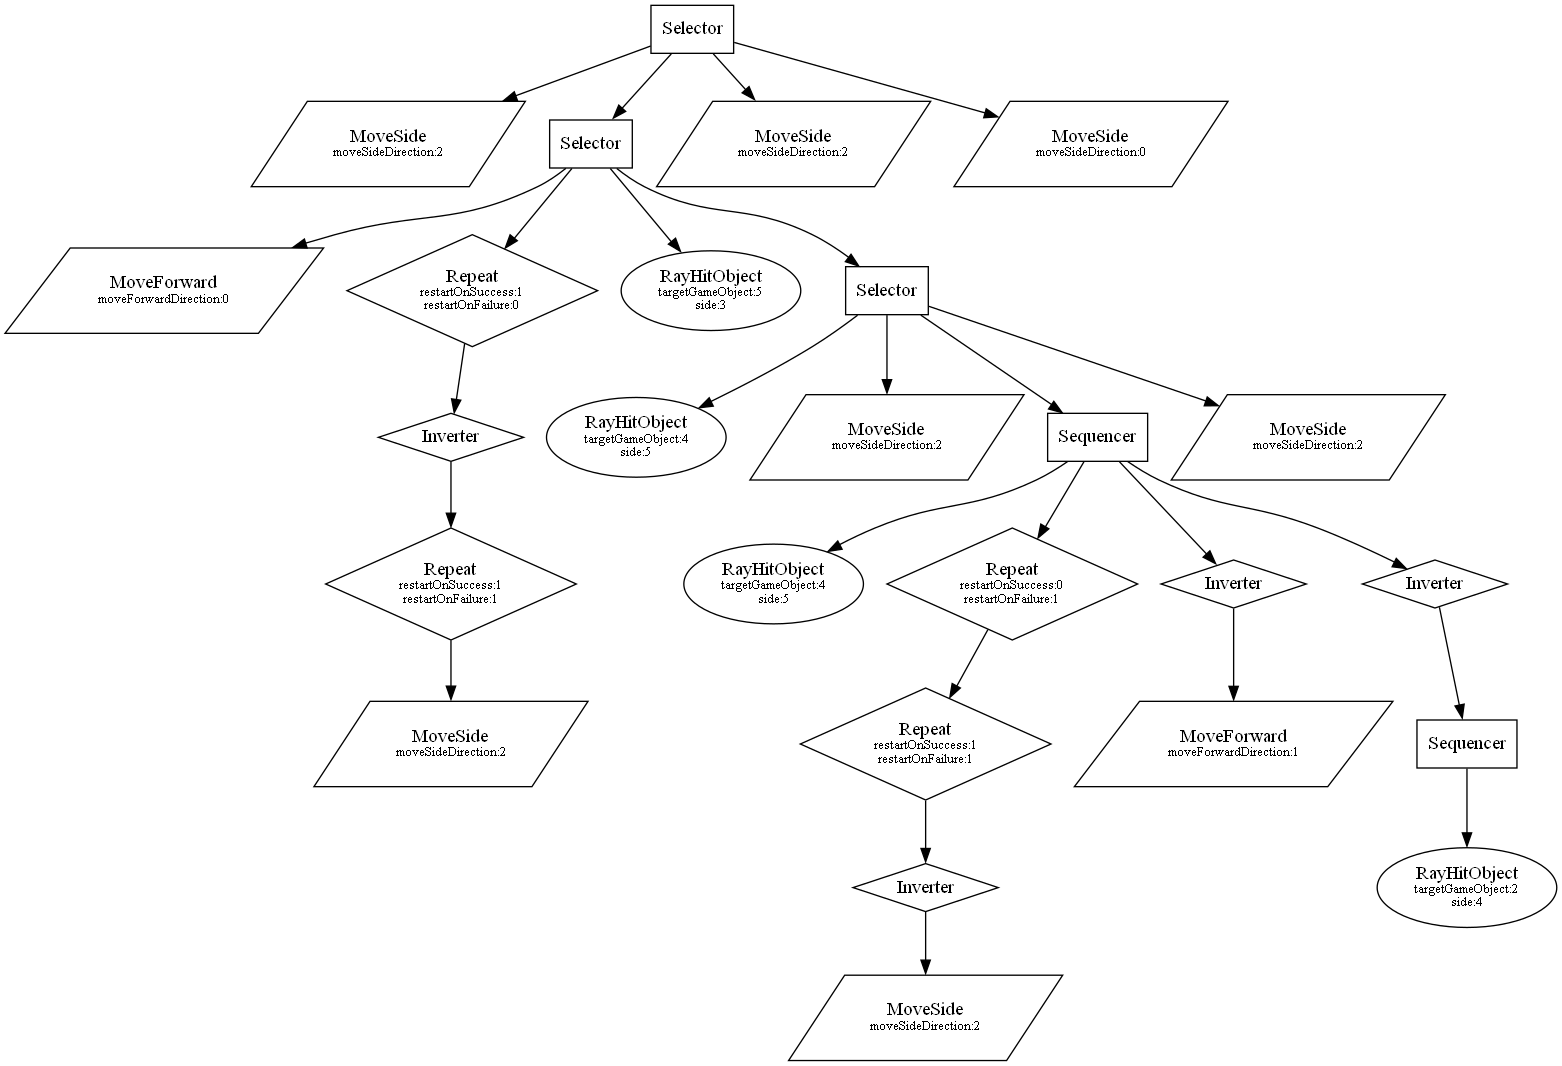 Selector
MoveSide
moveSideDirection:2
Selector
MoveSide
moveSideDirection:2
MoveSide
moveSideDirection:0
MoveForward
moveForwardDirection:0
Repeat
restartOnSuccess:1
restartOnFailure:0
RayHitObject
targetGameObject:5
side:3
Selector
Inverter
RayHitObject
targetGameObject:4
side:5
MoveSide
moveSideDirection:2
Sequencer
MoveSide
moveSideDirection:2
Repeat
restartOnSuccess:1
restartOnFailure:1
RayHitObject
targetGameObject:4
side:5
Repeat
restartOnSuccess:0
restartOnFailure:1
Inverter
Inverter
MoveSide
moveSideDirection:2
Repeat
restartOnSuccess:1
restartOnFailure:1
MoveForward
moveForwardDirection:1
Sequencer
Inverter
RayHitObject
targetGameObject:2
side:4
MoveSide
moveSideDirection:2